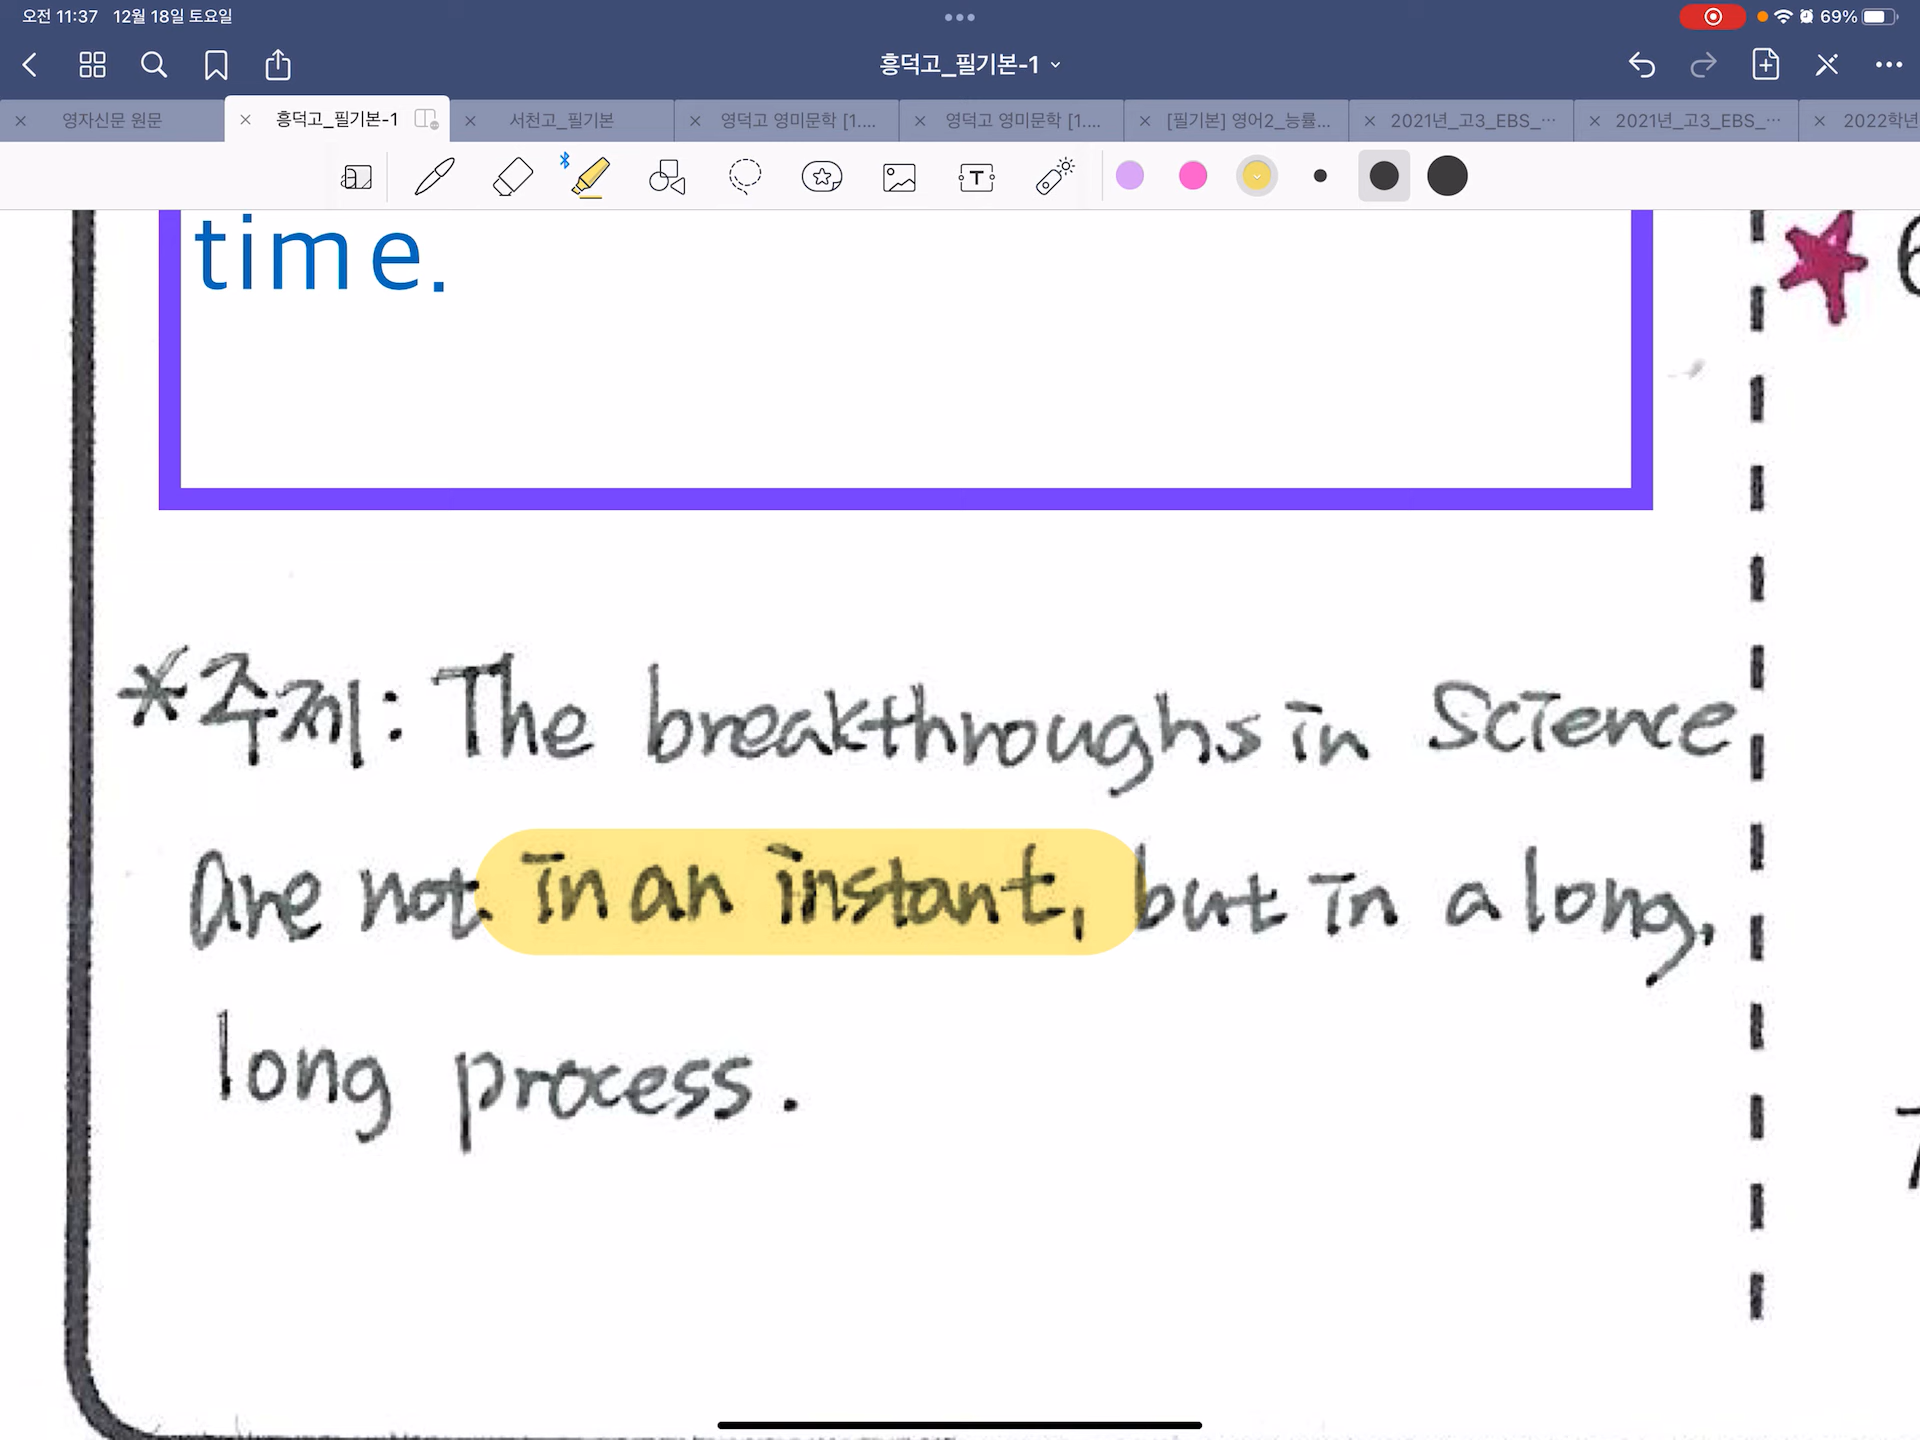 오전 11:37 12월 18일 토요일
69%
흥덕고_필기본-1
영자신문 원문
흥덕고_필기본-1
서천고_필기본
영덕고 영미문학 [1....
영덕고 영미문학 [1....
[필기본] 영어2_능률...
2021년_고3_EBS_...
2021년_고3_EBS_...
2022학년
time.
*주제: The breakthroughs in Science
are not in an instant, but in a long,
long process.